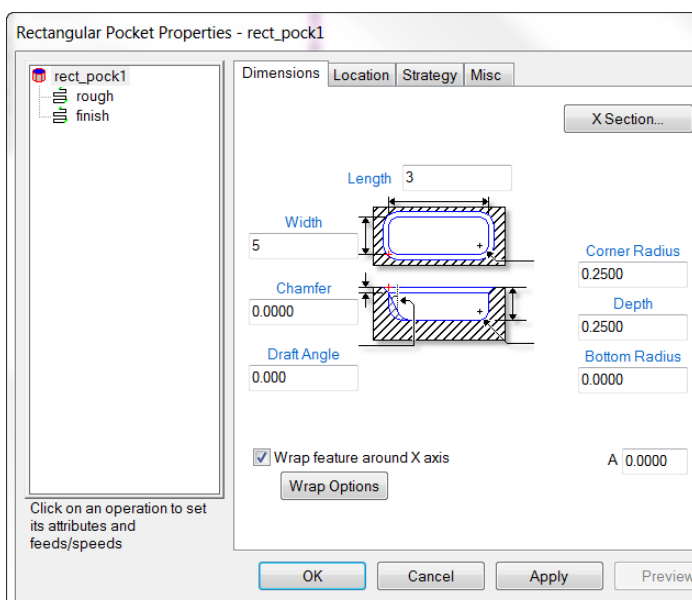 Rectangular Pocket Properties - rect_pock1
rect_pock1
rough
finish
Click on an operation to set
its attributes and
feeds/speeds
Dimensions Location Strategy Misc
X Section...
Length 3
Width
5
Chamfer
0.0000
Draft Angle
0.000
Corner Radius
0.2500
Depth
0.2500
Bottom Radius
0.0000
Wrap feature around X axis
A 0.0000
Wrap Options
OK Cancel Apply Preview